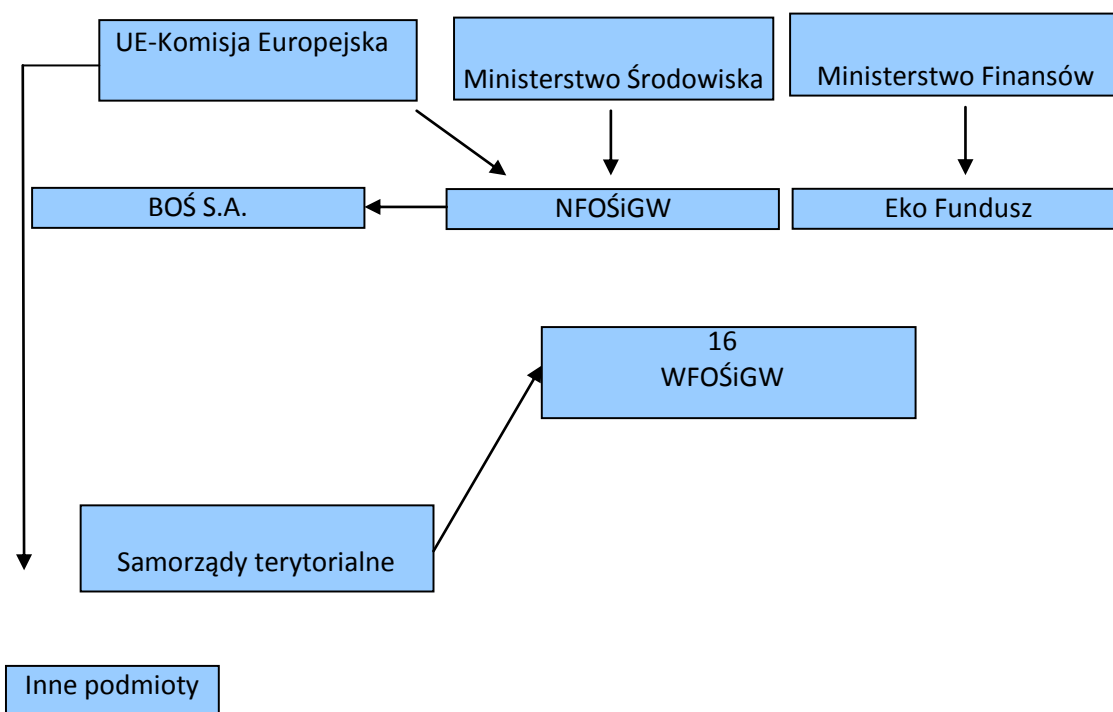 UE-Komisja Europejska
Ministerstwo Środowiska
Ministerstwo Finansów
BOŚ S.A.
NFOŚiGW
Eko Fundusz
16
WFOŚiGW
Samorządy terytorialne
Inne podmioty